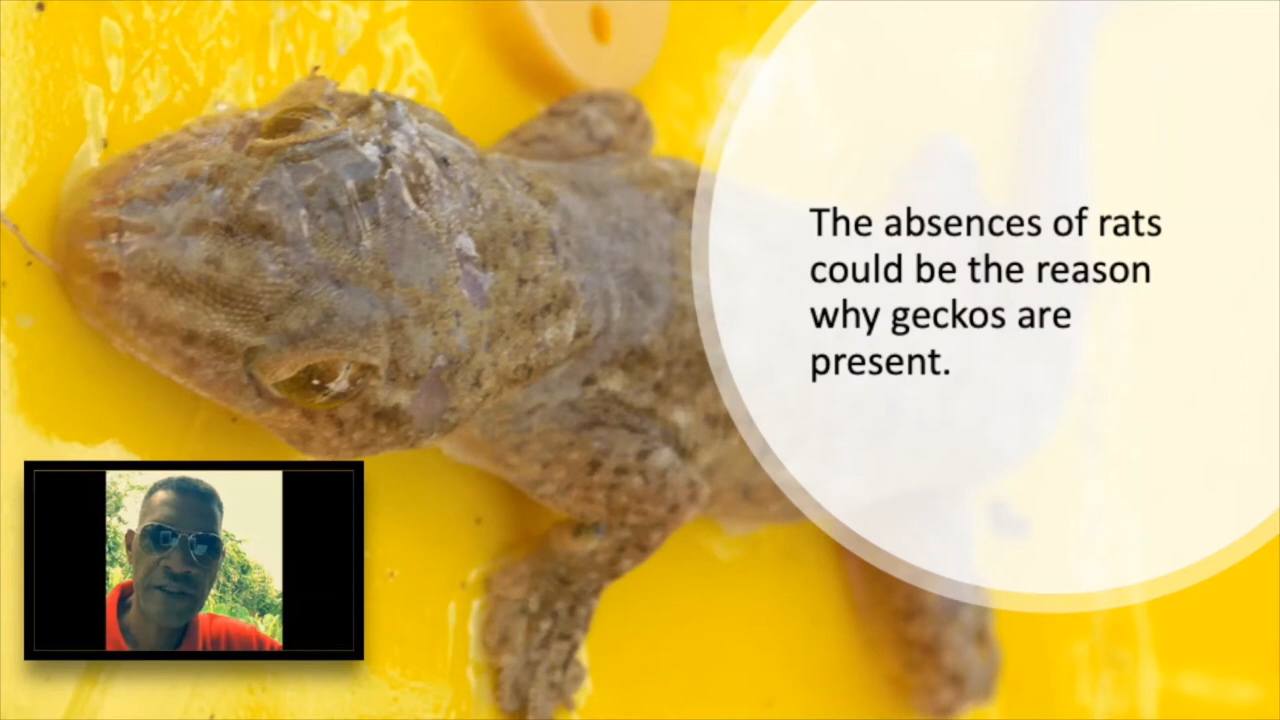 The absences of rats
could be the reason
why geckos are
present.